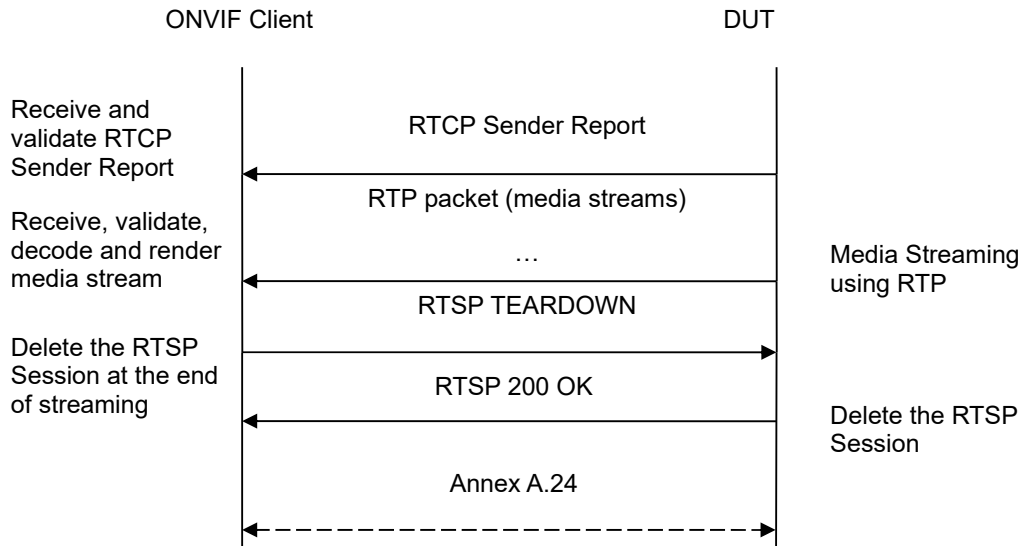 ONVIF Client
DUT
Receive and
validate RTCP
Sender Report
RTCP Sender Report
RTP packet (media streams)
Receive, validate,
decode and render
media stream
…
Media Streaming
using RTP
RTSP TEARDOWN
Delete the RTSP
Session at the end
of streaming
RTSP 200 OK
Delete the RTSP
Session
Annex A.24